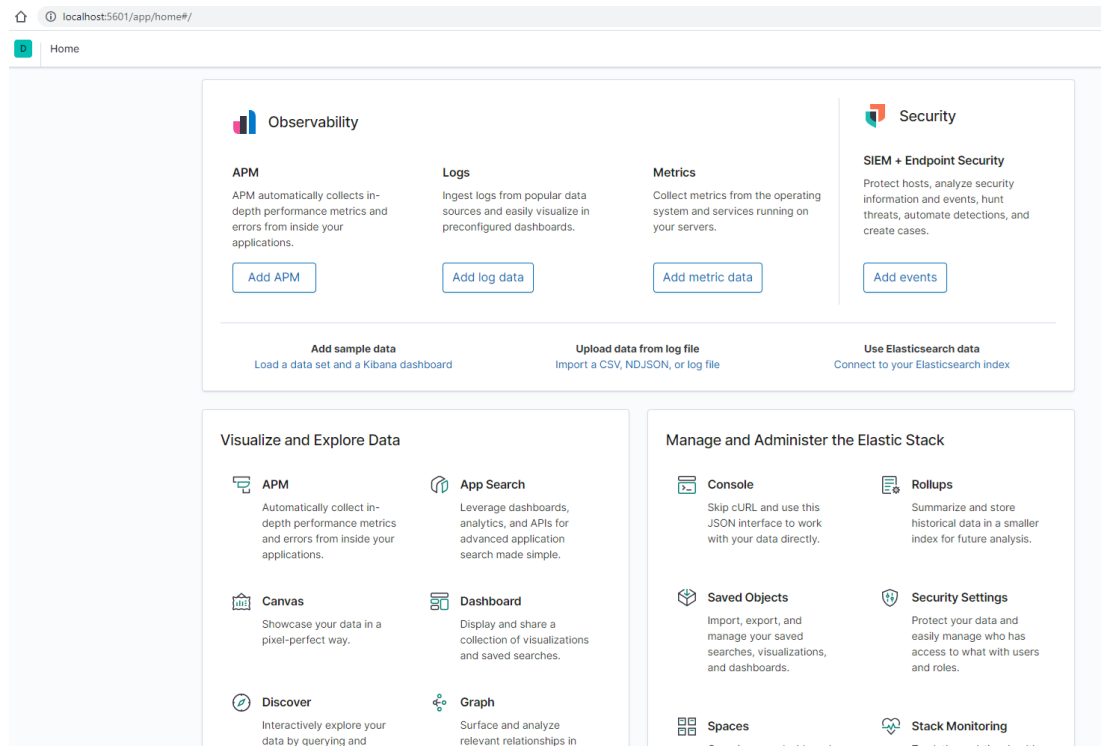 localhost:5601/app/home#/
D
Home
Observability
APM
APM automatically collects in-
depth performance metrics and
errors from inside your
applications.
Add APM
Logs
Ingest logs from popular data
sources and easily visualize in
preconfigured dashboards.
Add log data
Metrics
Collect metrics from the operating
system and services running on
your servers.
Add metric data
Security
SIEM + Endpoint Security
Protect hosts, analyze security
information and events, hunt
threats, automate detections, and
create cases.
Add events
Add sample data
Load a data set and a Kibana dashboard
Upload data from log file
Import a CSV, NDJSON, or log file
Use Elasticsearch data
Connect to your Elasticsearch index
Visualize and Explore Data
APM
Automatically collect in-
depth performance metrics
and errors from inside your
applications.
App Search
Leverage dashboards,
analytics, and APIs for
advanced application
search made simple.
Canvas
Showcase your data in a
pixel-perfect way.
Dashboard
Display and share a
collection of visualizations
and saved searches.
Discover
Interactively explore your
data by querying and
Graph
Surface and analyze
relevant relationships in
Manage and Administer the Elastic Stack
Console
Skip cURL and use this
JSON interface to work
with your data directly.
Rollups
Summarize and store
historical data in a smaller
index for future analysis.
Saved Objects
Import, export, and
manage your saved
searches, visualizations,
and dashboards.
Security Settings
Protect your data and
easily manage who has
access to what with users
and roles.
Spaces
Stack Monitoring